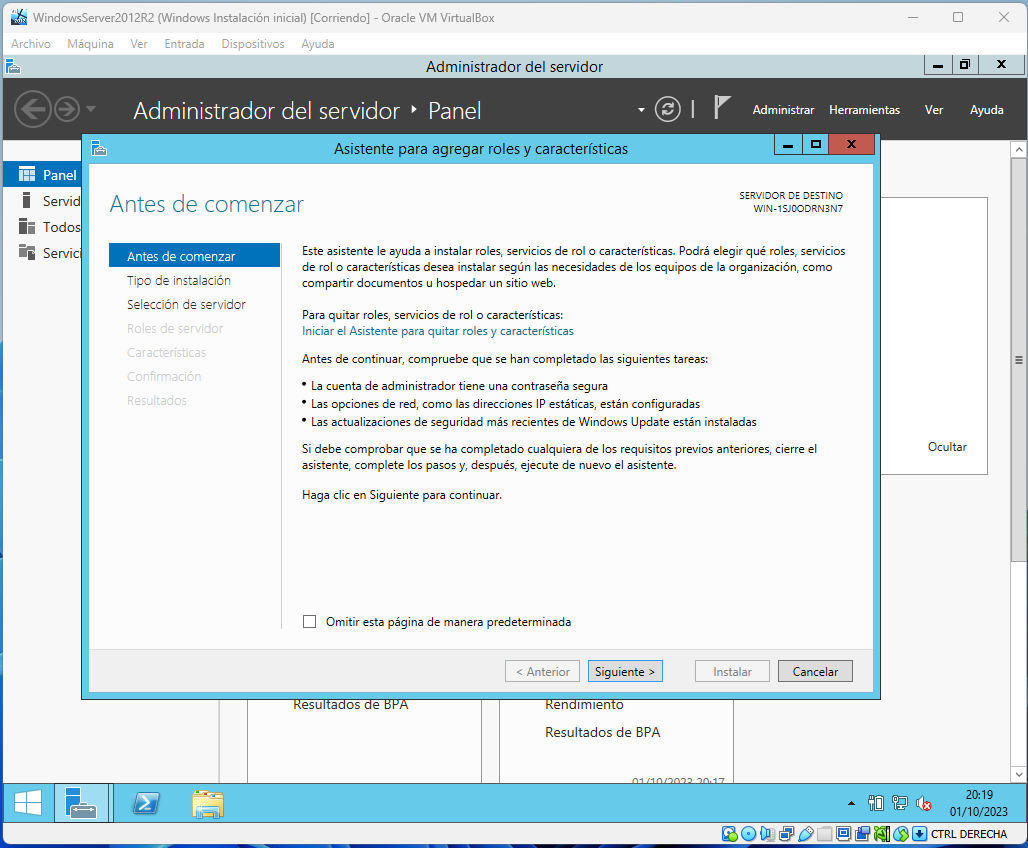 WindowsServer2012R2 (Windows Instalación inicial) [Corriendo] - Oracle VM VirtualBox
Archivo Máquina Ver Entrada Dispositivos Ayuda
Administrador del servidor
Administrador del servidor ‣ Panel
Administrar Herramientas Ver Ayuda
Asistente para agregar roles y características
Panel
Servid
Todos
Servici
Antes de comenzar
SERVIDOR DE DESTINO
WIN-1SJ0ODRN3N7
Antes de comenzar
Tipo de instalación
Selección de servidor
Roles de servidor
Características
Confirmación
Resultados
Este asistente le ayuda a instalar roles, servicios de rol o características. Podrá elegir qué roles, servicios
de rol o características desea instalar según las necesidades de los equipos de la organización, como
compartir documentos u hospedar un sitio web.
Para quitar roles, servicios de rol o características:
Iniciar el Asistente para quitar roles y características
Antes de continuar, compruebe que se han completado las siguientes tareas:
• La cuenta de administrador tiene una contraseña segura
• Las opciones de red, como las direcciones IP estáticas, están configuradas
• Las actualizaciones de seguridad más recientes de Windows Update están instaladas
Si debe comprobar que se ha completado cualquiera de los requisitos previos anteriores, cierre el
asistente, complete los pasos y, después, ejecute de nuevo el asistente.
Haga clic en Siguiente para continuar.
Omitir esta página de manera predeterminada
< Anterior Siguiente > Instalar Cancelar
Ocultar
Resultados de BPA
Rendimiento
Resultados de BPA
01/10/2023 20:17
20:19
01/10/2023
CTRL DERECHA